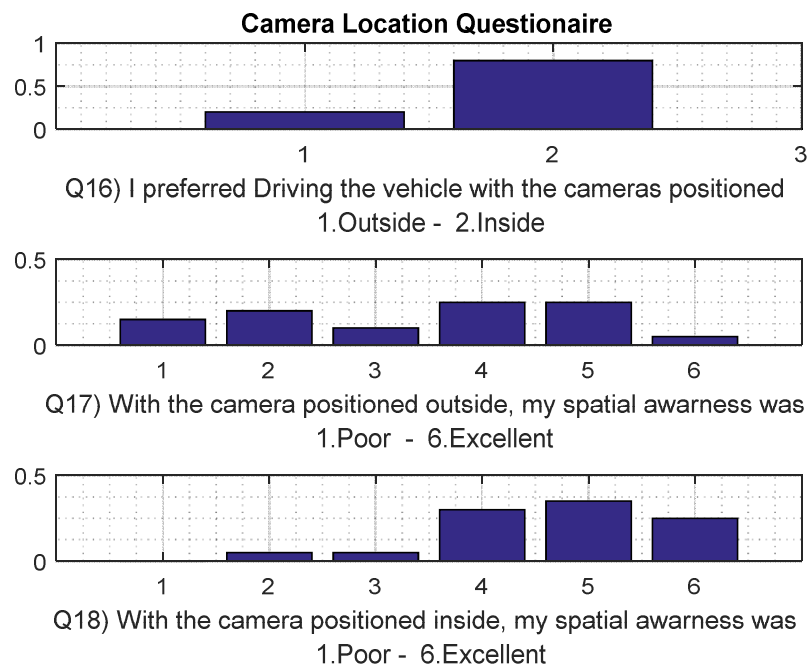 Camera Location Questionaire
1
0.5
0
1 2 3
Q16) I preferred Driving the vehicle with the cameras positioned
1.Outside - 2.Inside
0.5
0
1 2 3 4 5 6
Q17) With the camera positioned outside, my spatial awarness was
1.Poor - 6.Excellent
0.5
0
1 2 3 4 5 6
Q18) With the camera positioned inside, my spatial awarness was
1.Poor - 6.Excellent